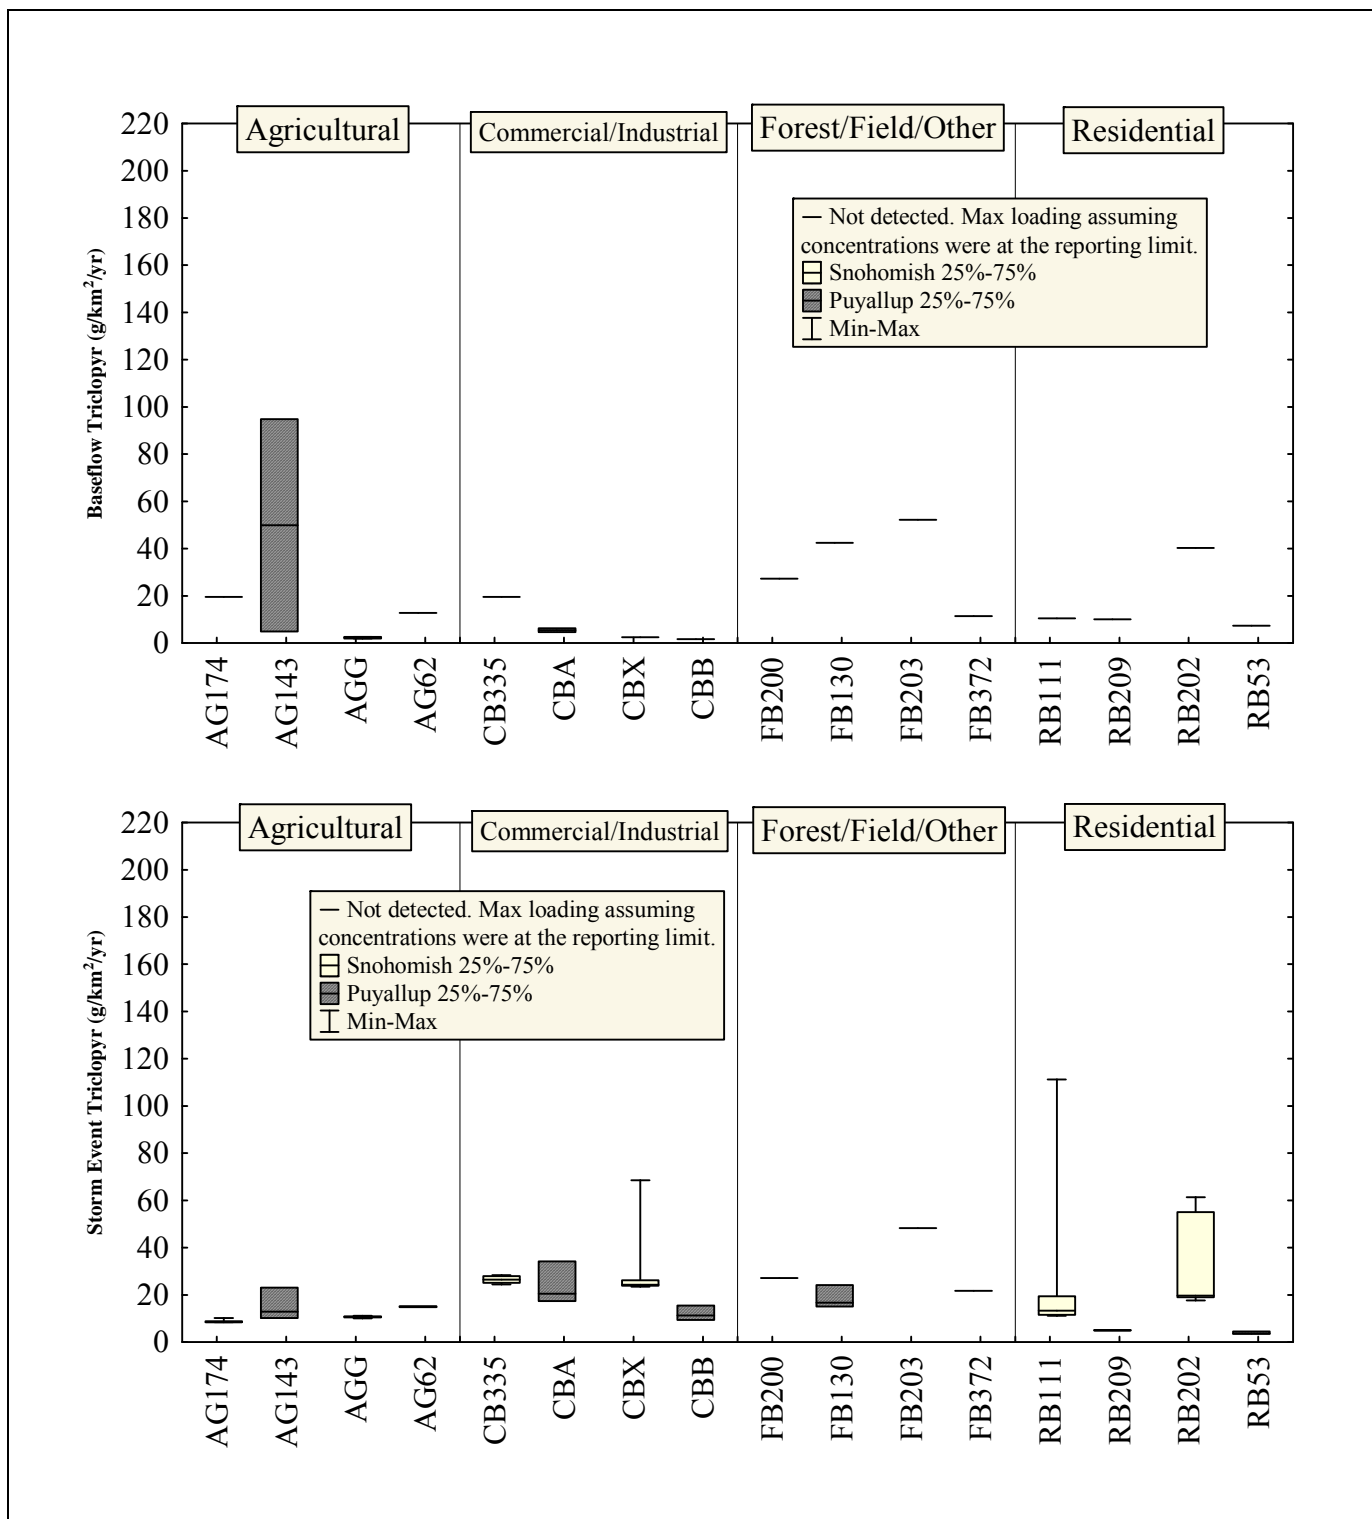 Agricultural
Commercial/Industrial
Forest/Field/Other
Residential
220
200
180
160
140
120
100
80
60
40
20
0
Baseflow Triclopyr (g/km²/yr)
— Not detected. Max loading assuming
concentrations were at the reporting limit.
Snohomish 25%-75%
Puyallup 25%-75%
Min-Max
AG174
AG143
AGG
AG62
CB335
CBA
CBX
CBB
FB200
FB130
FB203
FB372
RB111
RB209
RB202
RB53
Agricultural
Commercial/Industrial
Forest/Field/Other
Residential
220
200
180
160
140
120
100
80
60
40
20
0
Storm Event Triclopyr (g/km²/yr)
— Not detected. Max loading assuming
concentrations were at the reporting limit.
Snohomish 25%-75%
Puyallup 25%-75%
Min-Max
AG174
AG143
AGG
AG62
CB335
CBA
CBX
CBB
FB200
FB130
FB203
FB372
RB111
RB209
RB202
RB53